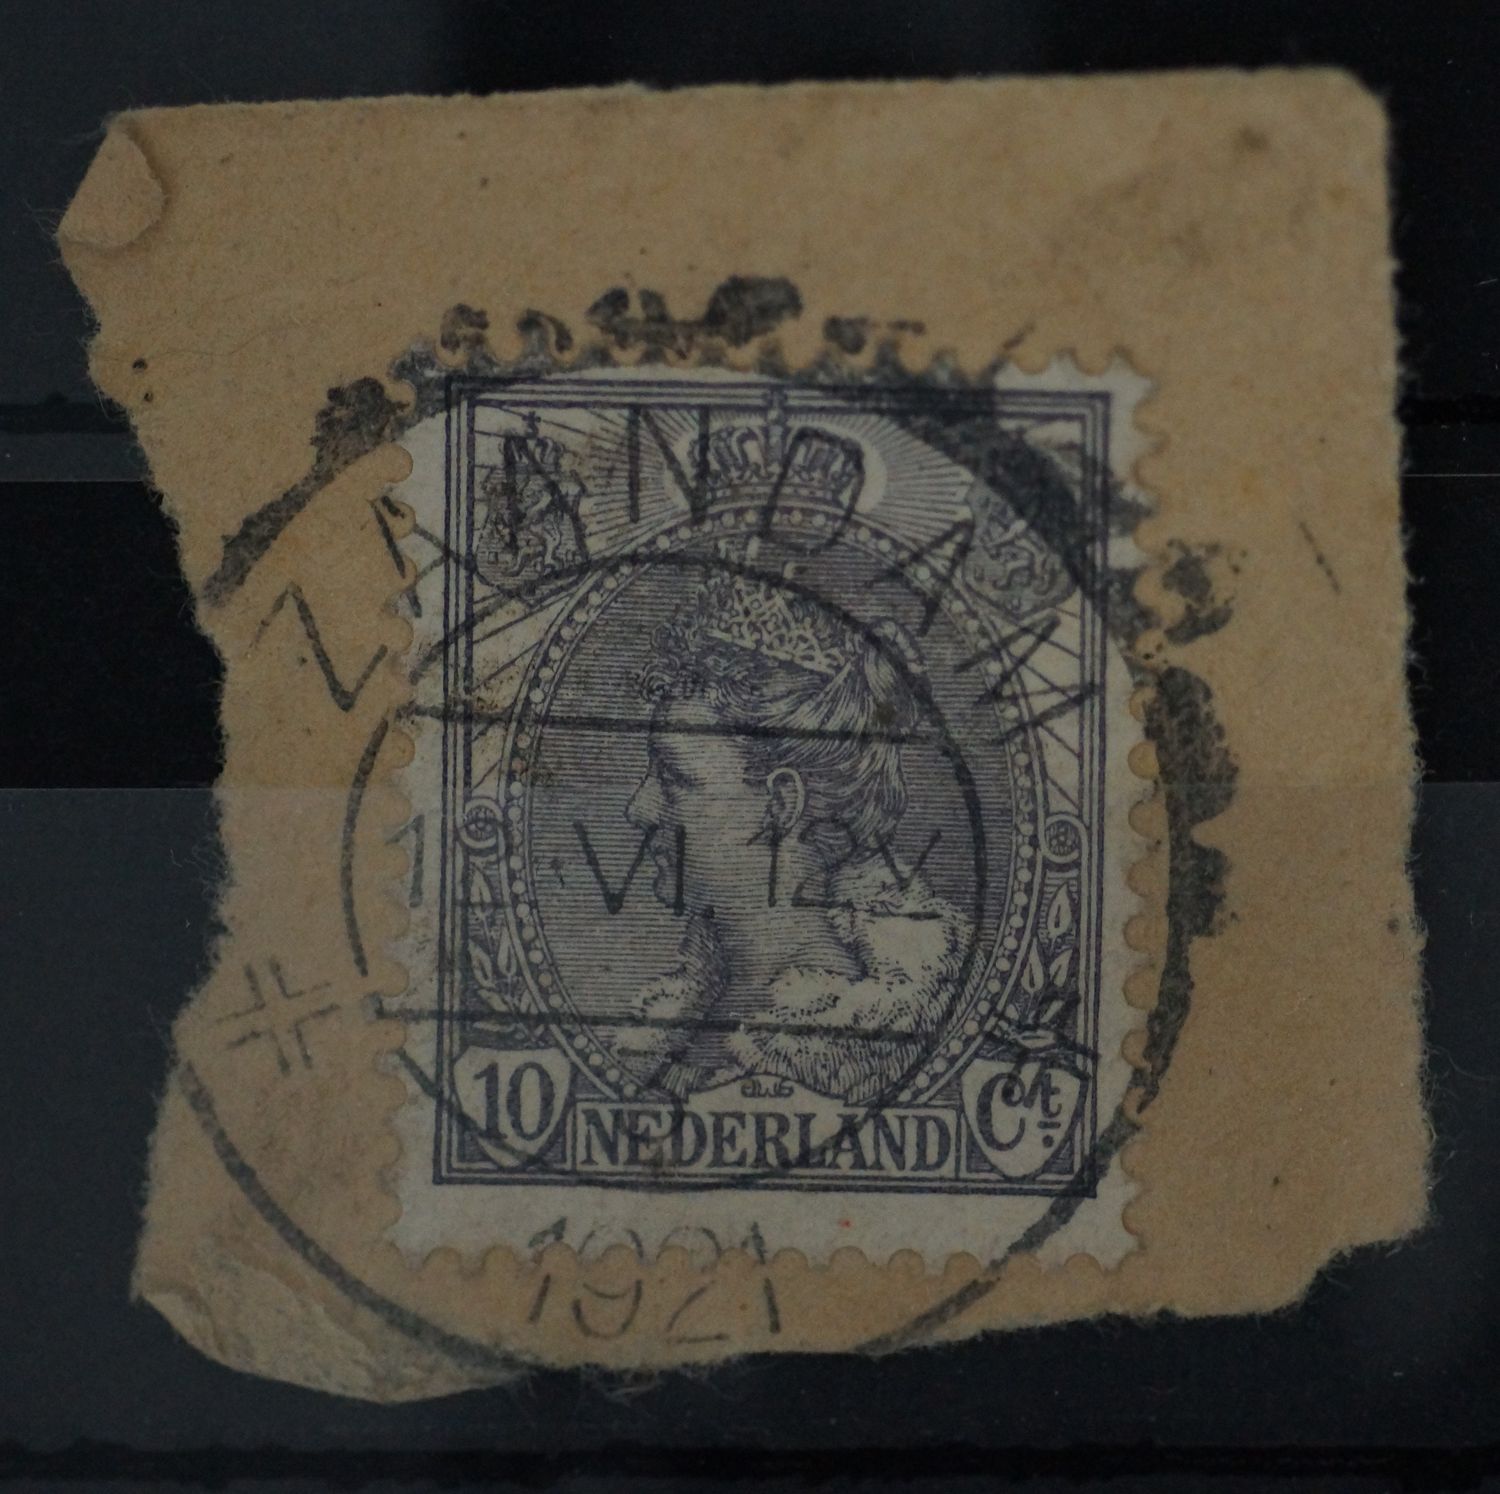 ZAANDAM
VI. 12
10 NEDERLAND Ct.
1921